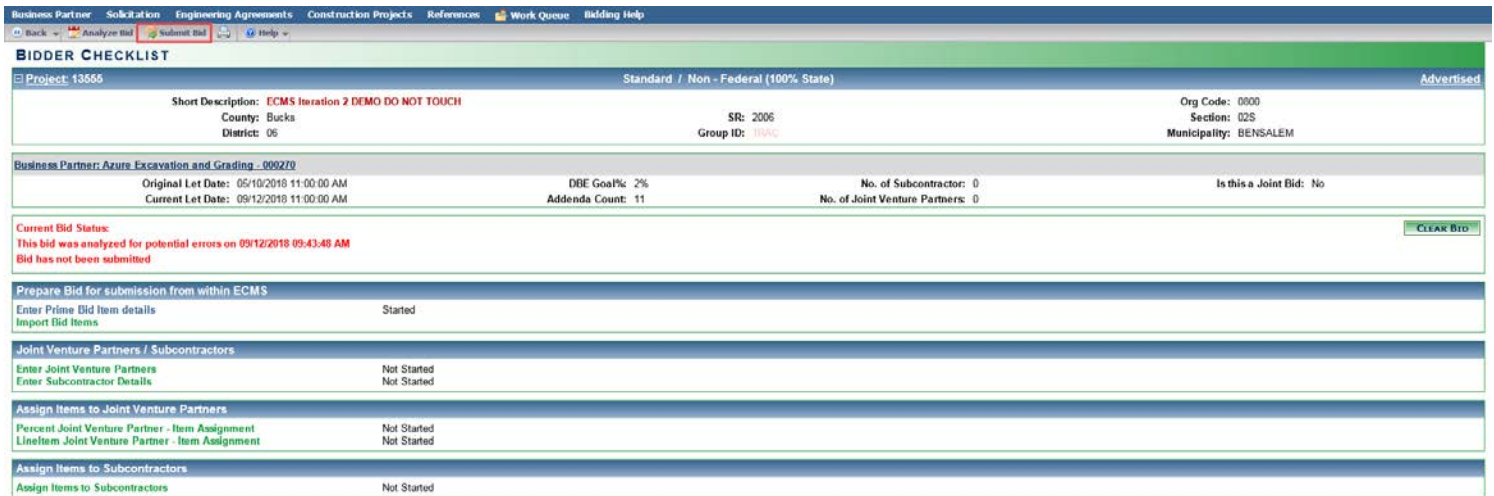 Business Partner Solicitation Engineering Agreements Construction Projects References Work Queue Bidding Help
Back Analyze Bid Submit Bid Help
BIDDER CHECKLIST
Project: 13555 Standard / Non - Federal (100% State) Advertised
Short Description: ECMS Iteration 2 DEMO DO NOT TOUCH Org Code: 0800
County: Bucks SR: 2006 Section: 02S
District: 06 Group ID: Municipality: BENSALEM
Business Partner: Azure Excavation and Grading - 000270
Original Let Date: 05/10/2018 11:00:00 AM DBE Goal%: 2% No. of Subcontractor: 0 Is this a Joint Bid: No
Current Let Date: 09/12/2018 11:00:00 AM Addenda Count: 11 No. of Joint Venture Partners: 0
Current Bid Status: CLEAR BID
This bid was analyzed for potential errors on 09/12/2018 09:43:48 AM
Bid has not been submitted
Prepare Bid for submission from within ECMS
Enter Prime Bid Item details Started
Import Bid Items
Joint Venture Partners / Subcontractors
Enter Joint Venture Partners Not Started
Enter Subcontractor Details Not Started
Assign Items to Joint Venture Partners
Percent Joint Venture Partner - Item Assignment Not Started
LineItem Joint Venture Partner - Item Assignment Not Started
Assign Items to Subcontractors
Assign Items to Subcontractors Not Started